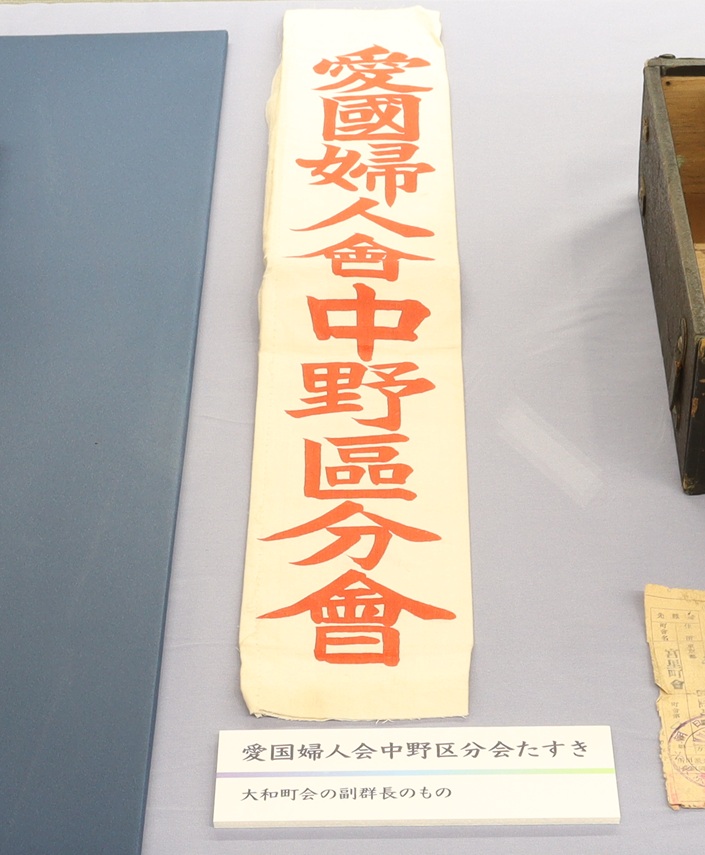 愛國婦人會中野區分會
愛国婦人会中野区分会たすき
大和町会の副群長のもの